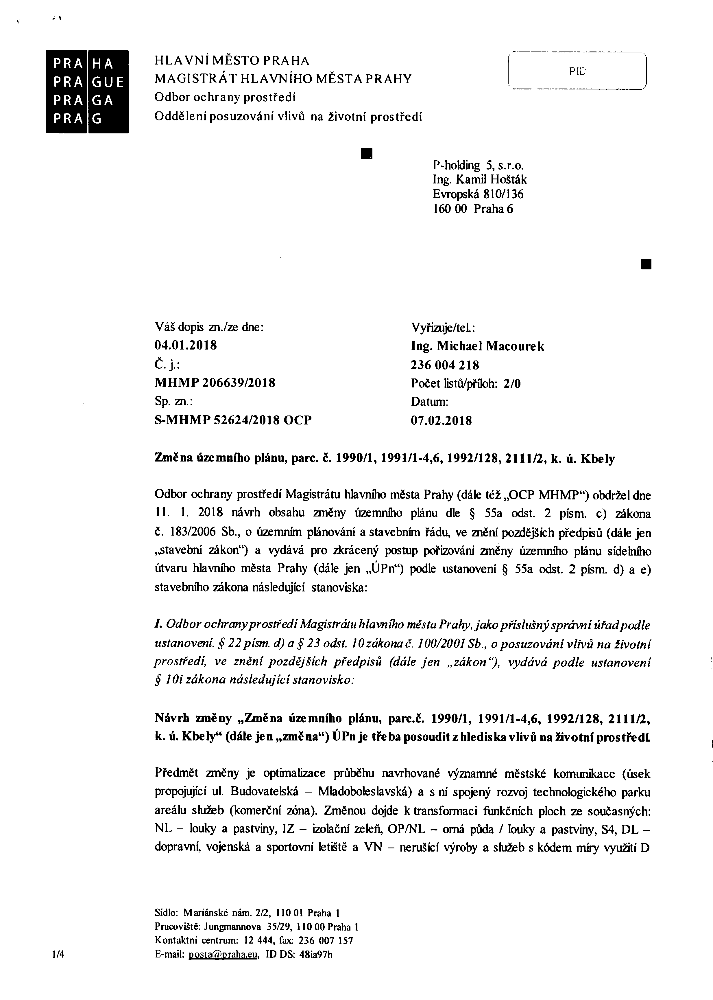 PRAHA
PRAGUE
PRAGA
PRAG
HLAVNÍ MĚSTO PRAHA
MAGISTRÁT HLAVNÍHO MĚSTA PRAHY
Odbor ochrany prostředí
Oddělení posuzování vlivů na životní prostředí
PID
P-holding 5, s.r.o.
Ing. Kamil Hošták
Evropská 810/136
160 00 Praha 6
Váš dopis zn./ze dne:
04.01.2018
Č. j.:
MHMP 206639/2018
Sp. zn.:
S-MHMP 52624/2018 OCP
Vyřizuje/tel.:
Ing. Michael Macourek
236 004 218
Počet listů/příloh: 2/0
Datum:
07.02.2018
Změna územního plánu, parc. č. 1990/1, 1991/1-4,6, 1992/128, 2111/2, k. ú. Kbely
Odbor ochrany prostředí Magistrátu hlavního města Prahy (dále též „OCP MHMP“) obdržel dne
11. 1. 2018 návrh obsahu změny územního plánu dle § 55a odst. 2 písm. c) zákona
č. 183/2006 Sb., o územním plánování a stavebním řádu, ve znění pozdějších předpisů (dále jen
„stavební zákon“) a vydává pro zkrácený postup pořizování změny územního plánu sídelního
útvaru hlavního města Prahy (dále jen „ÚPn“) podle ustanovení § 55a odst. 2 písm. d) a e)
stavebního zákona následující stanoviska:
I. Odbor ochrany prostředí Magistrátu hlavního města Prahy, jako příslušný správní úřad podle
ustanovení. § 22 písm. d) a § 23 odst. 10 zákona č. 100/2001 Sb., o posuzování vlivů na životní
prostředí, ve znění pozdějších předpisů (dále jen „zákon“), vydává podle ustanovení
§ 10i zákona následující stanovisko:
Návrh změny „Změna územního plánu, parc.č. 1990/1, 1991/1-4,6, 1992/128, 2111/2,
k. ú. Kbely“ (dále jen „změna“) ÚPn je třeba posoudit z hlediska vlivů na životní prostředí.
Předmět změny je optimalizace průběhu navrhované významné městské komunikace (úsek
propojující ul. Budovatelská – Mladoboleslavská) a s ní spojený rozvoj technologického parku
areálu služeb (komerční zóna). Změnou dojde k transformaci funkčních ploch ze současných:
NL – louky a pastviny, IZ – izolační zeleň, OP/NL – orná půda / louky a pastviny, S4, DL –
dopravní, vojenská a sportovní letiště a VN – nerušící výroby a služeb s kódem míry využití D
Sídlo: Mariánské nám. 2/2, 110 01 Praha 1
Pracoviště: Jungmannova 35/29, 110 00 Praha 1
Kontaktní centrum: 12 444, fax: 236 007 157
E-mail: posta@praha.eu, ID DS: 48ia97h
1/4